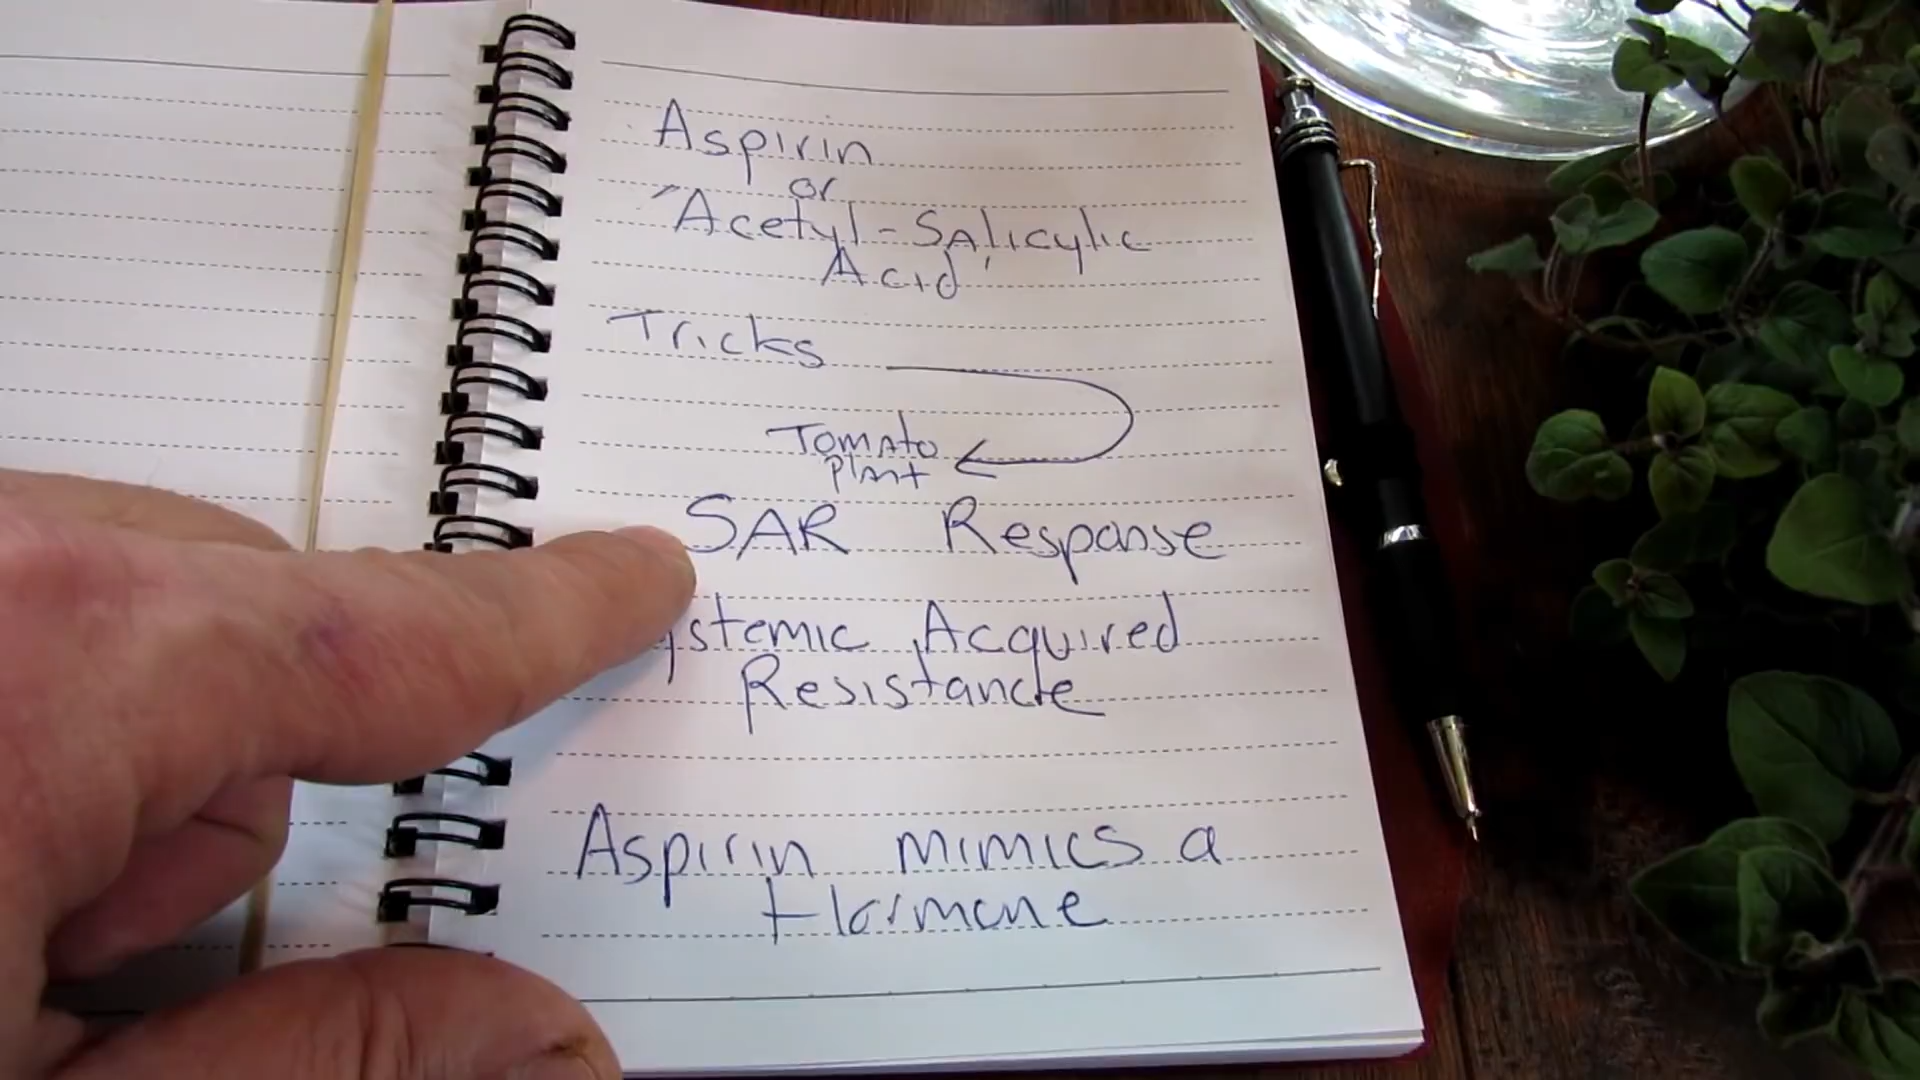 Aspirin
or
"Acetyl-Salicylic
Acid
Tricks
Tomato
Plant
SAR Response
ystemic Acquired
Resistance
Aspirin mimics a
Hormone